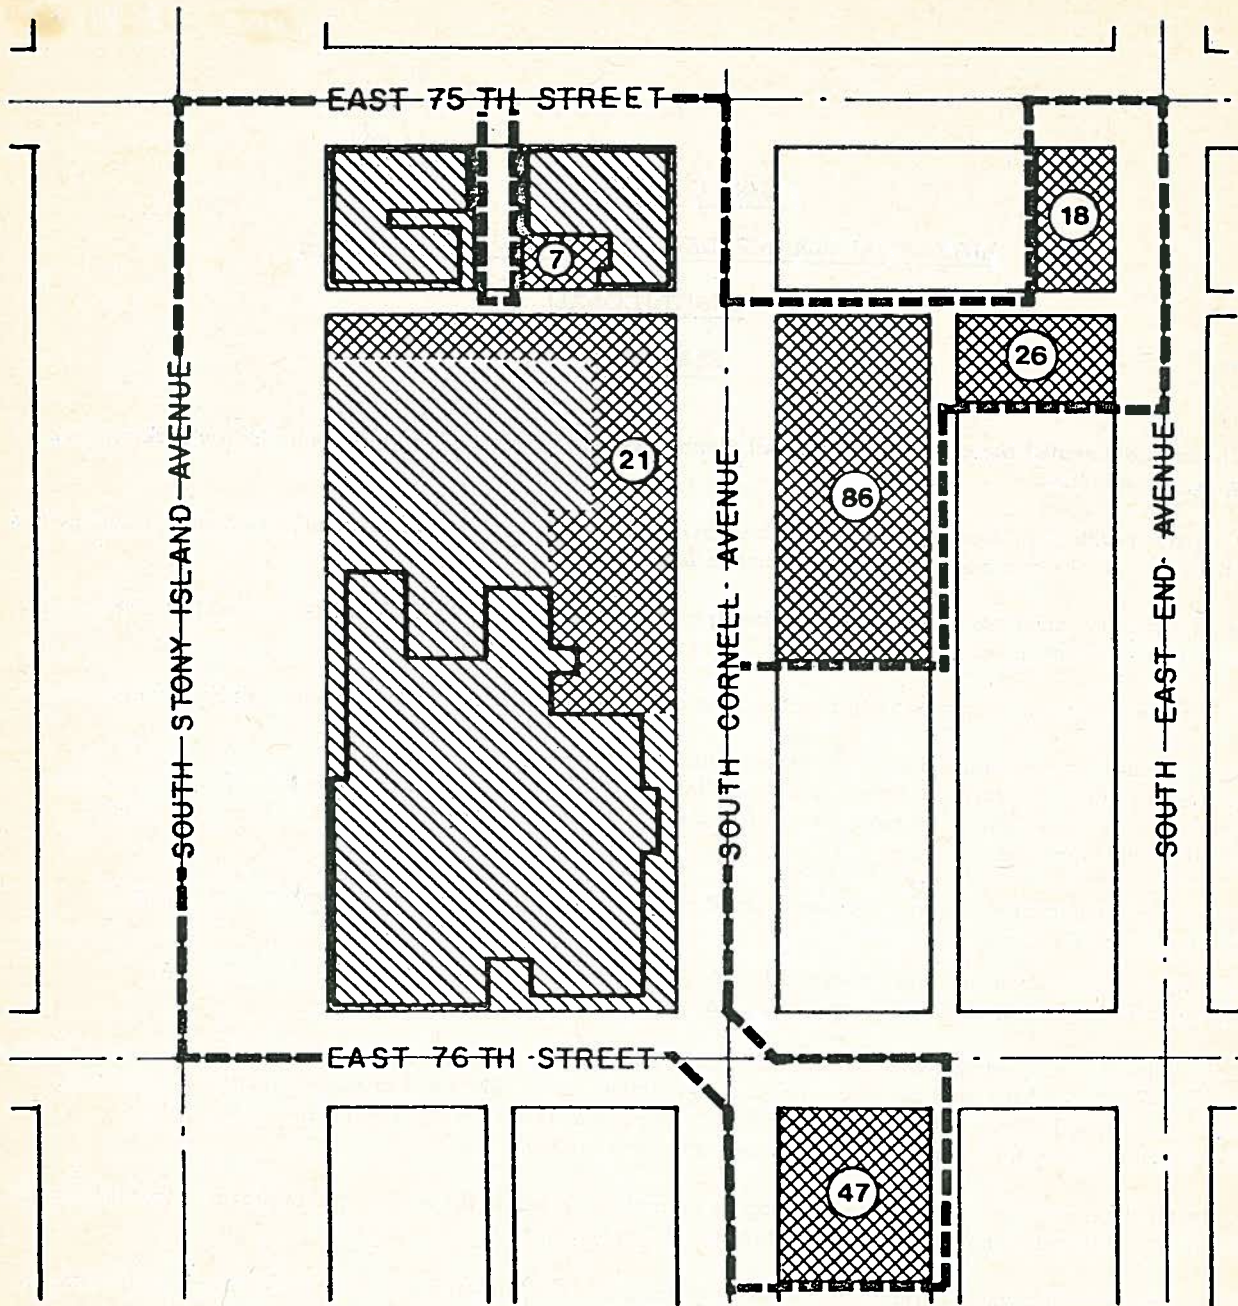 EAST 75 TH STREET
18
7
26
21
86
SOUTH STONY ISLAND AVENUE
SOUTH CORNELL AVENUE
SOUTH EAST END AVENUE
EAST 76 TH STREET
47